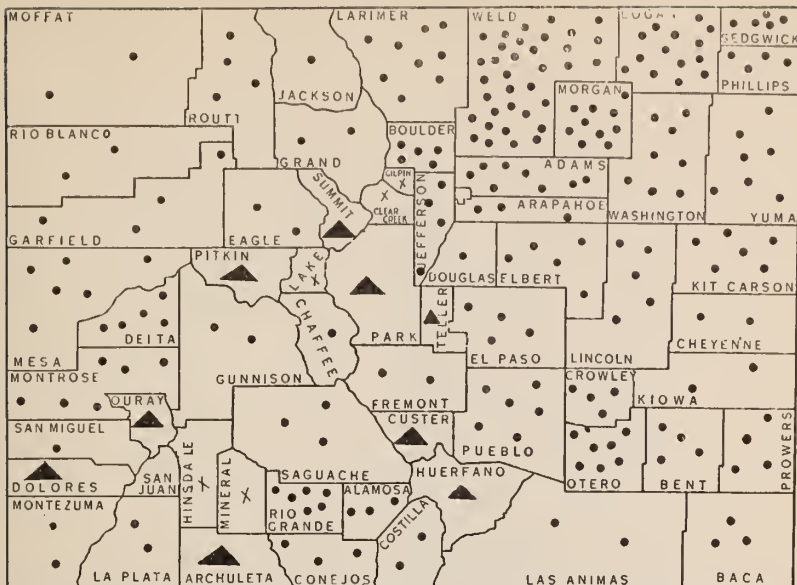 MOFFAT
LARIMER
WELD
LOGAN
SEDGWICK
PHILLIPS
JACKSON
ROUTT
MORGAN
RIO BLANCO
BOULDER
GRAND
GILPIN
ADAMS
SUMMIT
CLEAR
CREEK
JEFFERSON
ARAPAHOE
WASHINGTON
YUMA
GARFIELD
EAGLE
PITKIN
LAKE
DOUGLAS
ELBERT
KIT CARSON
DELTA
CHAFFEE
PARK
TELLER
MESA
EL PASO
LINCOLN
CHEYENNE
MONTROSE
GUNNISON
CROWLEY
OURAY
FREMONT
KIOWA
SAN MIGUEL
CUSTER
PUEBLO
PROWERS
HINSDALE
MINERAL
SAGUACHE
HUERFANO
OTERO
BENT
DOLORES
SAN
JUAN
ALAMOSA
MONTEZUMA
RIO
GRANDE
COSTILLA
LA PLATA
ARCHULETA
CONEJOS
LAS ANIMAS
BACA